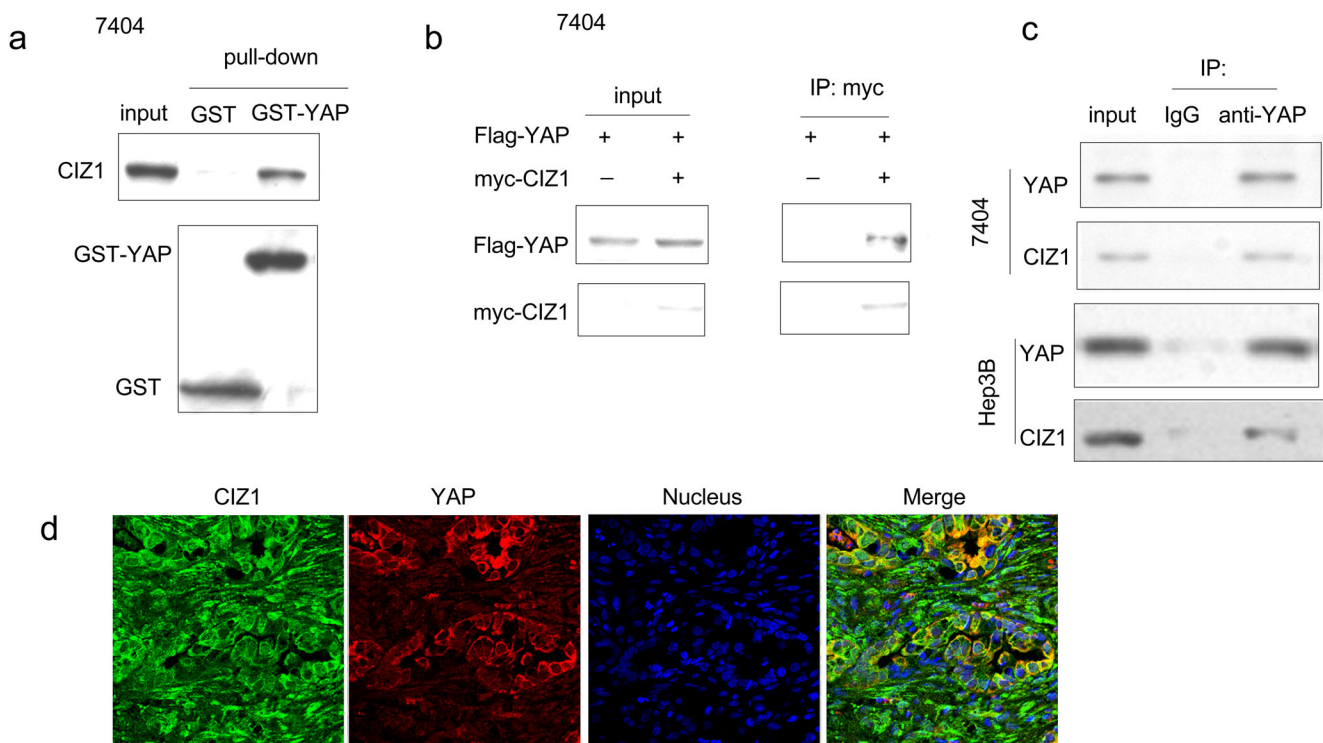 a
7404
pull-down
input GST GST-YAP
CIZ1
GST-YAP
GST
b
7404
input IP: myc
Flag-YAP + + + +
myc-CIZ1 – + – +
Flag-YAP
myc-CIZ1
c
IP:
input IgG anti-YAP
7404
YAP
CIZ1
Hep3B
YAP
CIZ1
d
CIZ1 YAP Nucleus Merge